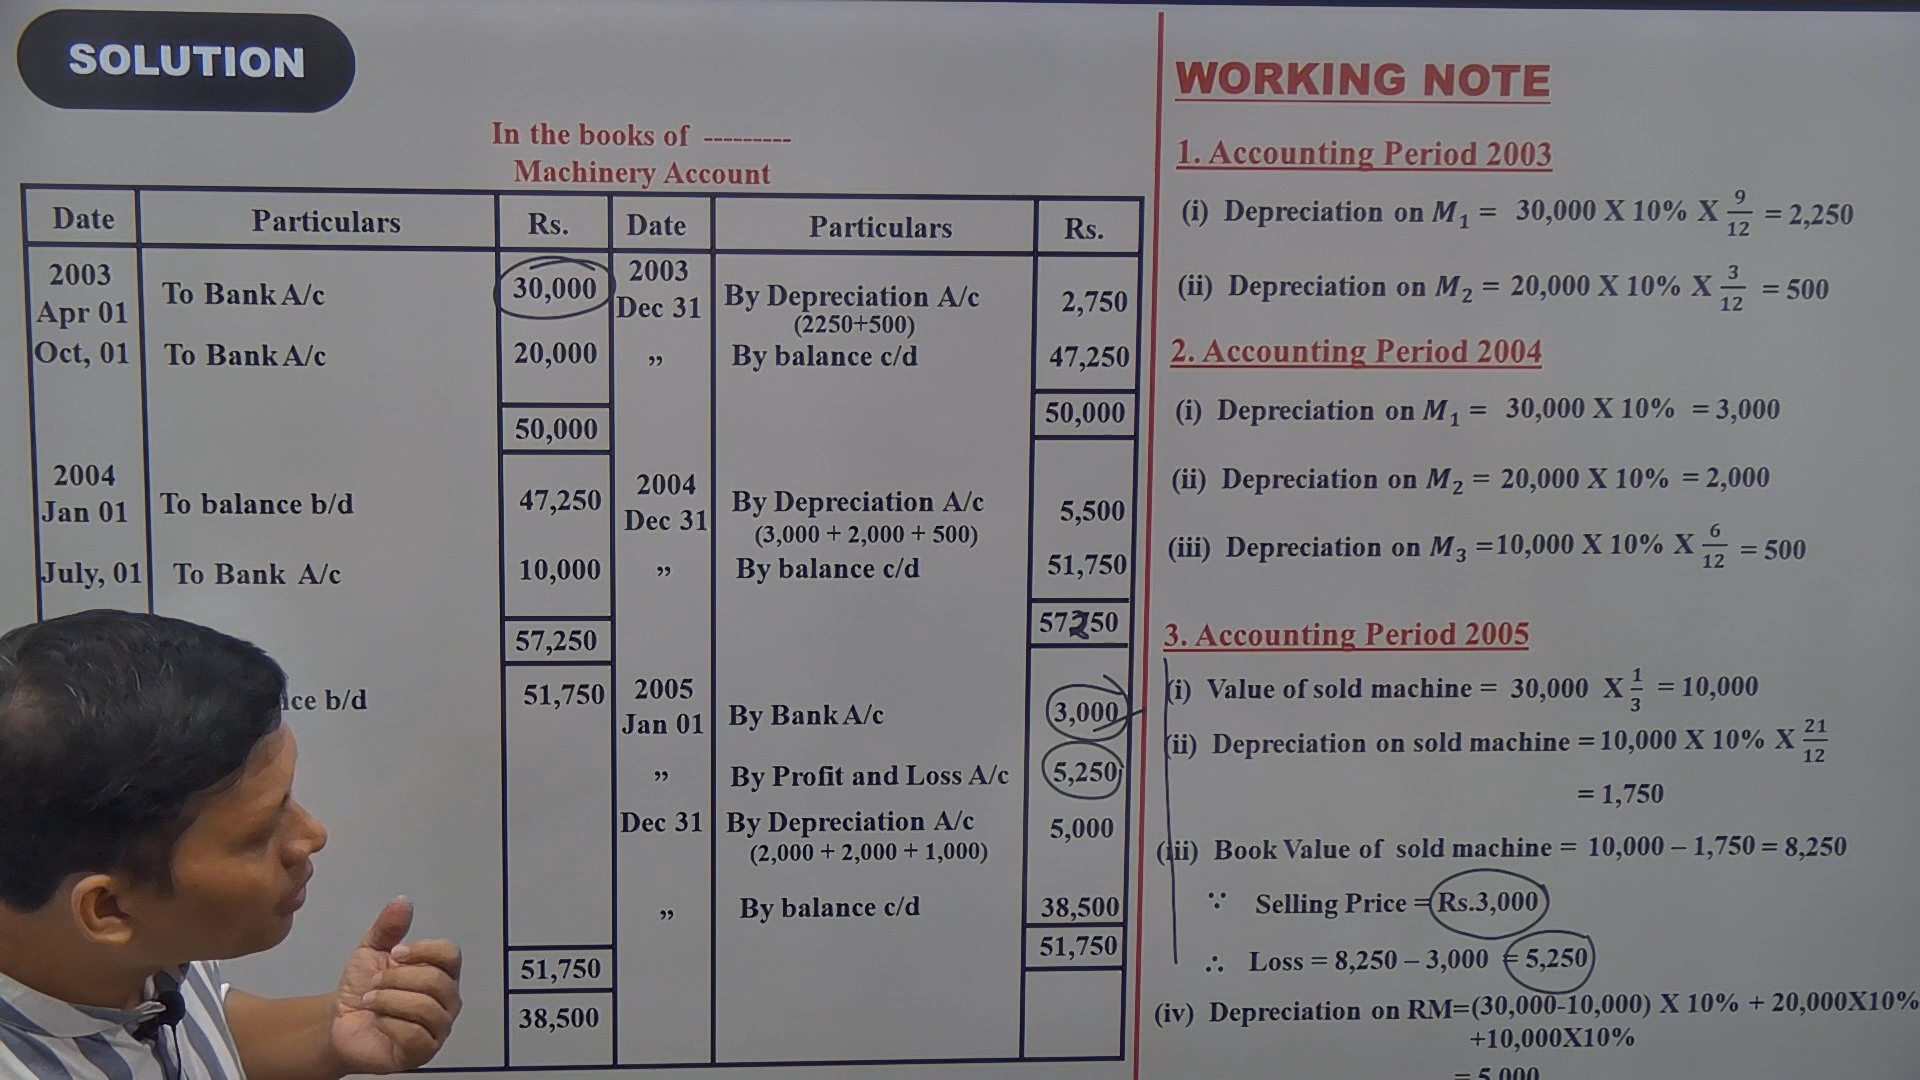 SOLUTION
In the books of ---------
Machinery Account
Date Particulars Rs. Date Particulars Rs.
2003 Apr 01 To Bank A/c 30,000 2003 Dec 31 By Depreciation A/c 2,750
(2250+500)
Oct, 01 To Bank A/c 20,000 ,, By balance c/d 47,250
50,000 50,000
2004 Jan 01 To balance b/d 47,250 2004 Dec 31 By Depreciation A/c 5,500
(3,000 + 2,000 + 500)
July, 01 To Bank A/c 10,000 ,, By balance c/d 51,750
57,250 57250
b/d 51,750 2005 Jan 01 By Bank A/c 3,000
,, By Profit and Loss A/c 5,250
Dec 31 By Depreciation A/c 5,000
(2,000 + 2,000 + 1,000)
,, By balance c/d 38,500
51,750 51,750
38,500
WORKING NOTE
1. Accounting Period 2003
(i) Depreciation on M₁ = 30,000 X 10% X 9/12 = 2,250
(ii) Depreciation on M₂ = 20,000 X 10% X 3/12 = 500
2. Accounting Period 2004
(i) Depreciation on M₁ = 30,000 X 10% = 3,000
(ii) Depreciation on M₂ = 20,000 X 10% = 2,000
(iii) Depreciation on M₃ =10,000 X 10% X 6/12 = 500
3. Accounting Period 2005
(i) Value of sold machine = 30,000 X 1/3 = 10,000
(ii) Depreciation on sold machine = 10,000 X 10% X 21/12
= 1,750
(iii) Book Value of sold machine = 10,000 – 1,750 = 8,250
∵ Selling Price = Rs.3,000
∴ Loss = 8,250 – 3,000 = 5,250
(iv) Depreciation on RM=(30,000-10,000) X 10% + 20,000X10%
+10,000X10%
= 5,000